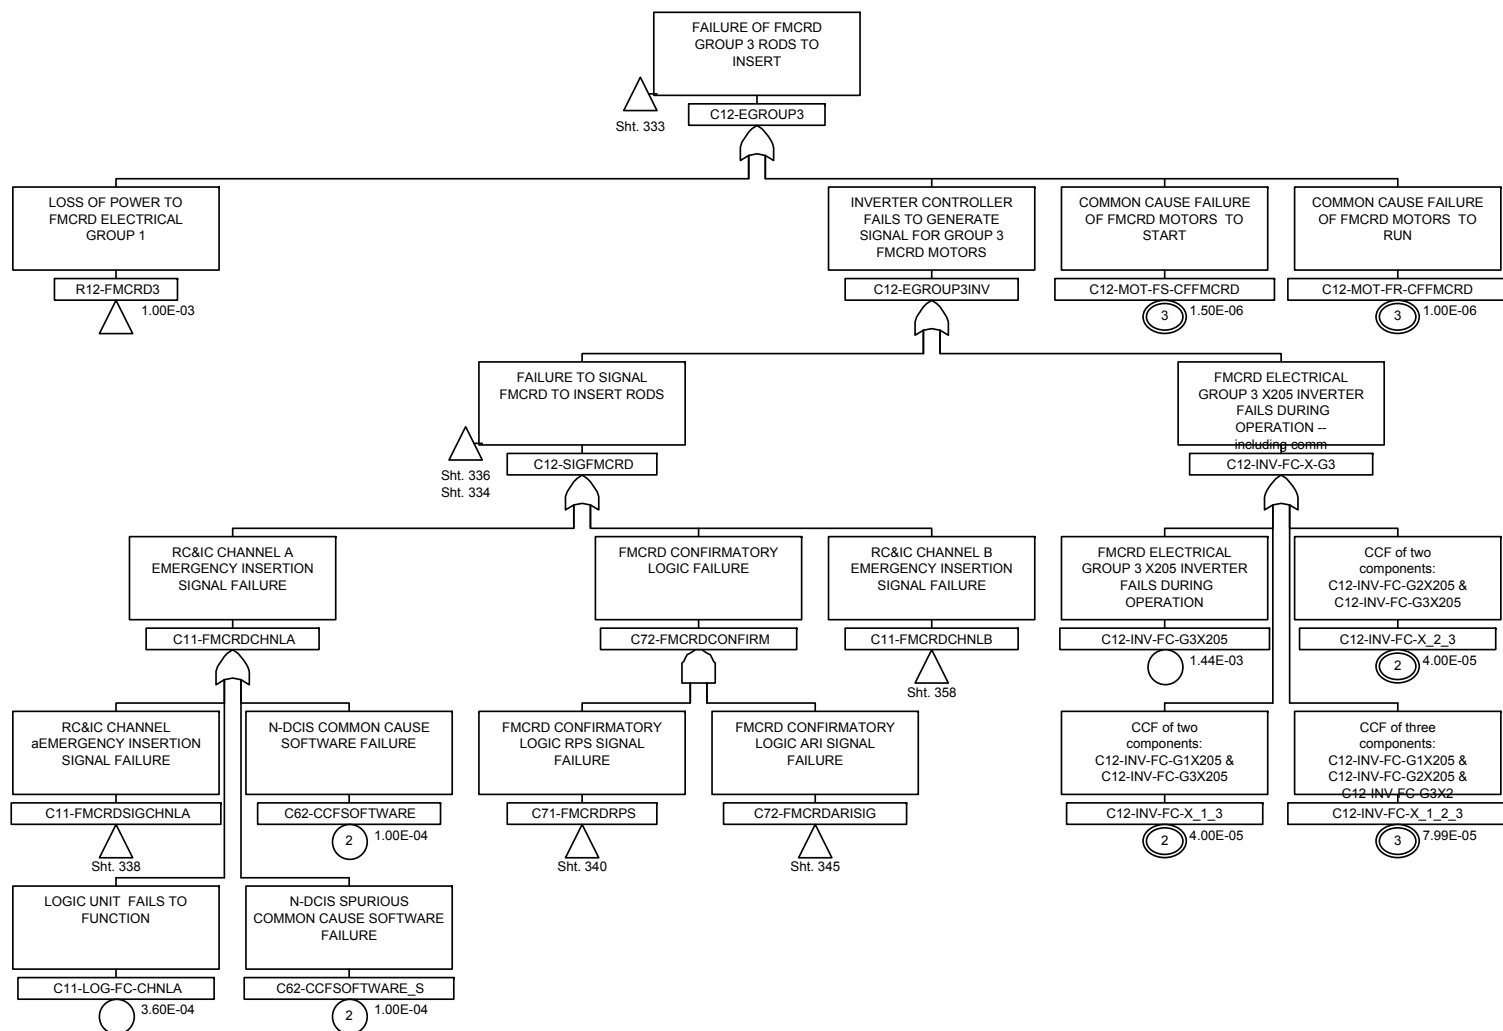 FAILURE OF FMCRD
GROUP 3 RODS TO
INSERT
Sht. 333
C12-EGROUP3
LOSS OF POWER TO
FMCRD ELECTRICAL
GROUP 1
R12-FMCRD3
1.00E-03
INVERTER CONTROLLER
FAILS TO GENERATE
SIGNAL FOR GROUP 3
FMCRD MOTORS
C12-EGROUP3INV
COMMON CAUSE FAILURE
OF FMCRD MOTORS TO
START
C12-MOT-FS-CFFMCRD
3
1.50E-06
COMMON CAUSE FAILURE
OF FMCRD MOTORS TO
RUN
C12-MOT-FR-CFFMCRD
3
1.00E-06
FAILURE TO SIGNAL
FMCRD TO INSERT RODS
C12-SIGFMCRD
Sht. 336
Sht. 334
FMCRD ELECTRICAL
GROUP 3 X205 INVERTER
FAILS DURING
OPERATION --
including comm
C12-INV-FC-X-G3
RC&IC CHANNEL A
EMERGENCY INSERTION
SIGNAL FAILURE
C11-FMCRDCHNLA
FMCRD CONFIRMATORY
LOGIC FAILURE
C72-FMCRDCONFIRM
RC&IC CHANNEL B
EMERGENCY INSERTION
SIGNAL FAILURE
C11-FMCRDCHNLB
Sht. 358
FMCRD ELECTRICAL
GROUP 3 X205 INVERTER
FAILS DURING
OPERATION
C12-INV-FC-G3X205
1.44E-03
CCF of two
components:
C12-INV-FC-G2X205 &
C12-INV-FC-G3X205
C12-INV-FC-X_2_3
2
4.00E-05
RC&IC CHANNEL
aEMERGENCY INSERTION
SIGNAL FAILURE
C11-FMCRDSIGCHNLA
Sht. 338
N-DCIS COMMON CAUSE
SOFTWARE FAILURE
C62-CCFSOFTWARE
2
1.00E-04
FMCRD CONFIRMATORY
LOGIC RPS SIGNAL
FAILURE
C71-FMCRDRPS
Sht. 340
FMCRD CONFIRMATORY
LOGIC ARI SIGNAL
FAILURE
C72-FMCRDARISIG
Sht. 345
CCF of two
components:
C12-INV-FC-G1X205 &
C12-INV-FC-G3X205
C12-INV-FC-X_1_3
2
4.00E-05
CCF of three
components:
C12-INV-FC-G1X205 &
C12-INV-FC-G2X205 &
C12-INV-FC-G3X2
C12-INV-FC-X_1_2_3
3
7.99E-05
LOGIC UNIT FAILS TO
FUNCTION
C11-LOG-FC-CHNLA
3.60E-04
N-DCIS SPURIOUS
COMMON CAUSE SOFTWARE
FAILURE
C62-CCFSOFTWARE_S
2
1.00E-04